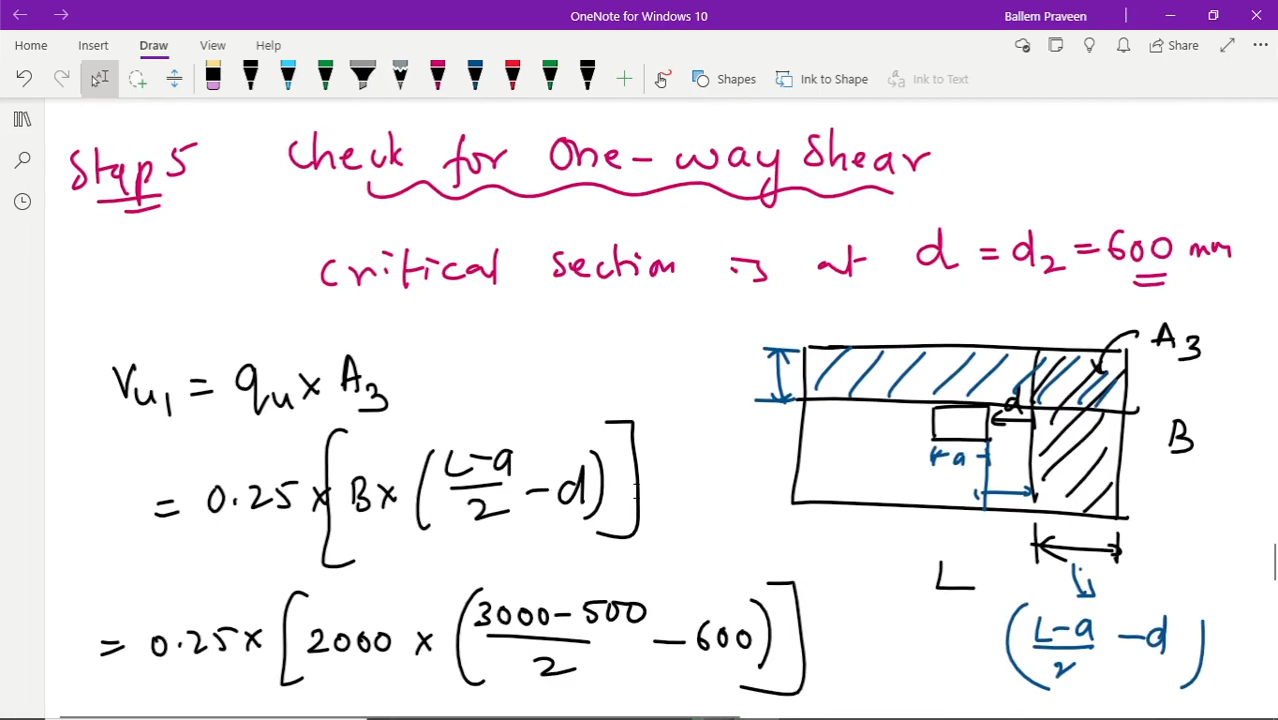 OneNote for Windows 10
Ballem Praveen
Home Insert Draw View Help
Share
Shapes
Ink to Shape
Ink to Text
Step 5 Check for One-way Shear
critical section is at d = d2 = 600 mm
Vu1 = qu × A3
= 0.25 × [B × ((L-a)/2 - d)]
= 0.25 × [2000 × ((3000-500)/2 - 600)]
A3
d
B
a
L
((L-a)/2 - d)